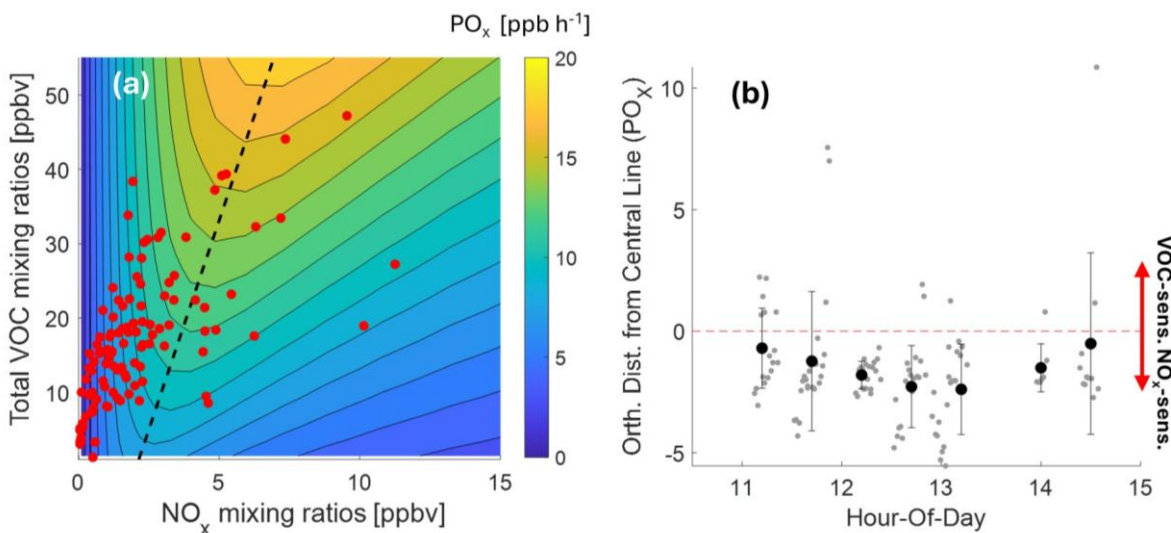 POₓ [ppb h⁻¹]
(a)
Total VOC mixing ratios [ppbv]
50
40
30
20
10
0
5
10
15
NOₓ mixing ratios [ppbv]
20
15
10
5
0
(b)
Orth. Dist. from Central Line (POₓ)
10
5
0
-5
11
12
13
14
15
Hour-Of-Day
VOC-sens. NOₓ-sens.